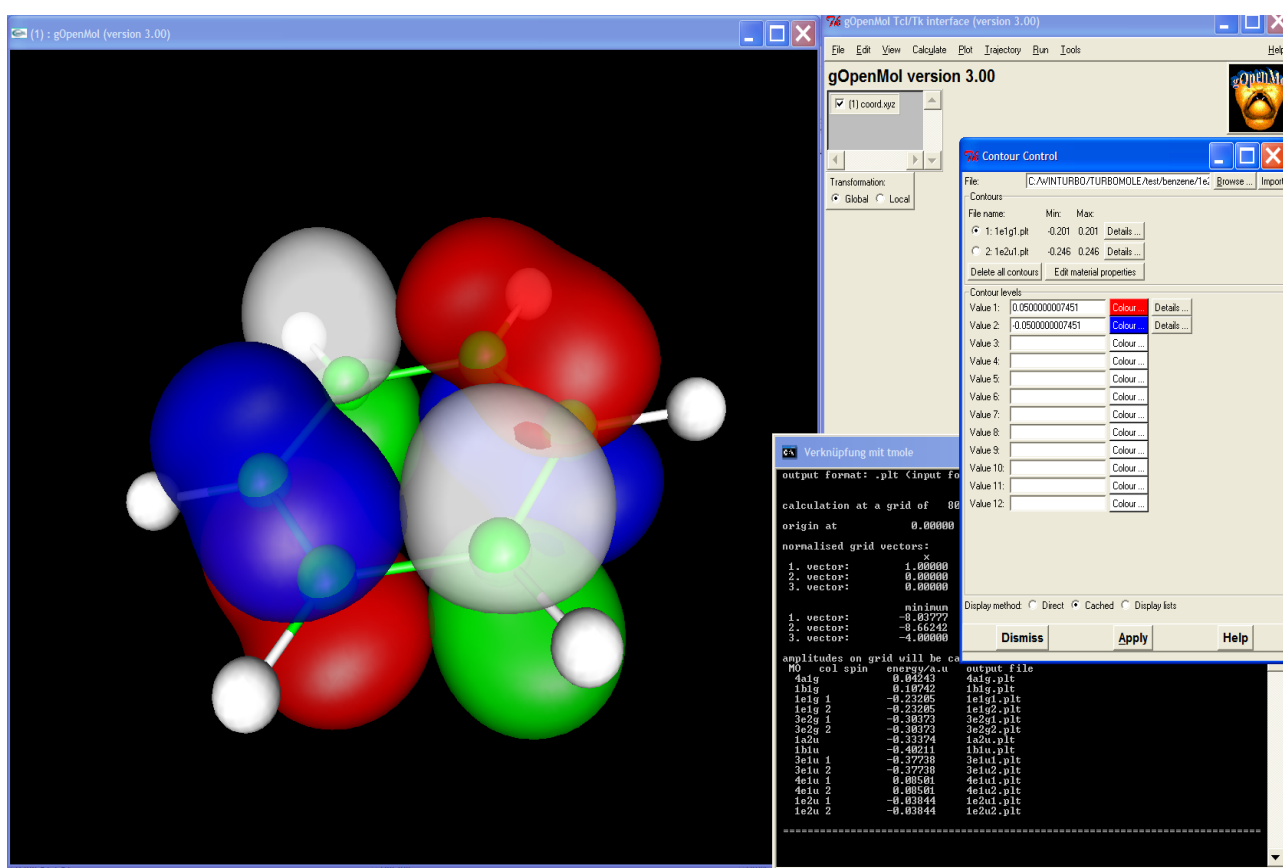 (1) : gOpenMol (version 3.00)
gOpenMol Tcl/Tk interface (version 3.00)
File Edit View Calculate Plot Trajectory Run Tools Help
gOpenMol version 3.00
gOpenM
(1) coord.xyz
Transformation:
Global Local
Contour Control
File: C:/WINTURBO/TURBOMOLE/test/benzene/1e2 Browse ... Import
Contours
File name: Min: Max:
1: 1e1g1.plt -0.201 0.201 Details ...
2: 1e2u1.plt -0.246 0.246 Details ...
Delete all contours Edit material properties
Contour levels
Value 1: 0.0500000007451 Colour ... Details ...
Value 2: -0.0500000007451 Colour ... Details ...
Value 3: Colour ...
Value 4: Colour ...
Value 5: Colour ...
Value 6: Colour ...
Value 7: Colour ...
Value 8: Colour ...
Value 9: Colour ...
Value 10: Colour ...
Value 11: Colour ...
Value 12: Colour ...
Display method: Direct Cached Display lists
Dismiss Apply Help
Verknüpfung mit tmole
output format: .plt (input fo
calculation at a grid of 80
origin at 0.00000
normalised grid vectors:
x
1. vector: 1.00000
2. vector: 0.00000
3. vector: 0.00000
minimum
1. vector: -8.03777
2. vector: -8.66242
3. vector: -4.00000
amplitudes on grid will be ca
MO col spin energy/a.u output file
4a1g 0.04243 4a1g.plt
1b1g 0.10742 1b1g.plt
1e1g 1 -0.23205 1e1g1.plt
1e1g 2 -0.23205 1e1g2.plt
3e2g 1 -0.30373 3e2g1.plt
3e2g 2 -0.30373 3e2g2.plt
1a2u -0.33374 1a2u.plt
1b1u -0.40211 1b1u.plt
3e1u 1 -0.37738 3e1u1.plt
3e1u 2 -0.37738 3e1u2.plt
4e1u 1 0.08501 4e1u1.plt
4e1u 2 0.08501 4e1u2.plt
1e2u 1 -0.03844 1e2u1.plt
1e2u 2 -0.03844 1e2u2.plt